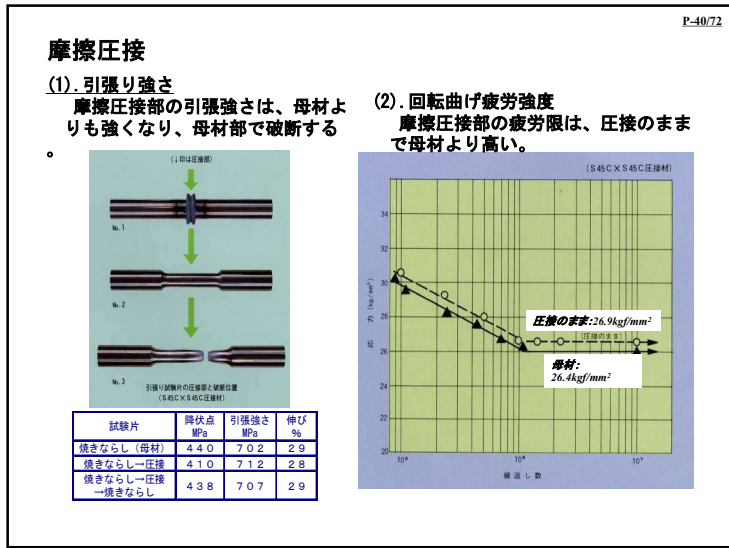 P-40/72
摩擦圧接
(1).引張り強さ
摩擦圧接部の引張強さは、母材よ
りも強くなり、母材部で破断する
。
(↓印は圧接部)
No.1
No.2
No.3
引張り試験片の圧接部と破断位置
(S45C×S45C圧接材)
試験片 降伏点 MPa 引張強さ MPa 伸び %
焼きならし（母材） 440 702 29
焼きならし→圧接 410 712 28
焼きならし→圧接
→焼きならし 438 707 29
(2).回転曲げ疲労強度
摩擦圧接部の疲労限は、圧接のまま
で母材より高い。
(S45C×S45C圧接材)
応力 (kg/mm²)
34
32
30
28
26
24
22
20
圧接のまま:26.9kgf/mm²
(圧接のまま)
母材:
26.4kgf/mm²
10⁵ 10⁶ 10⁷
繰返し数